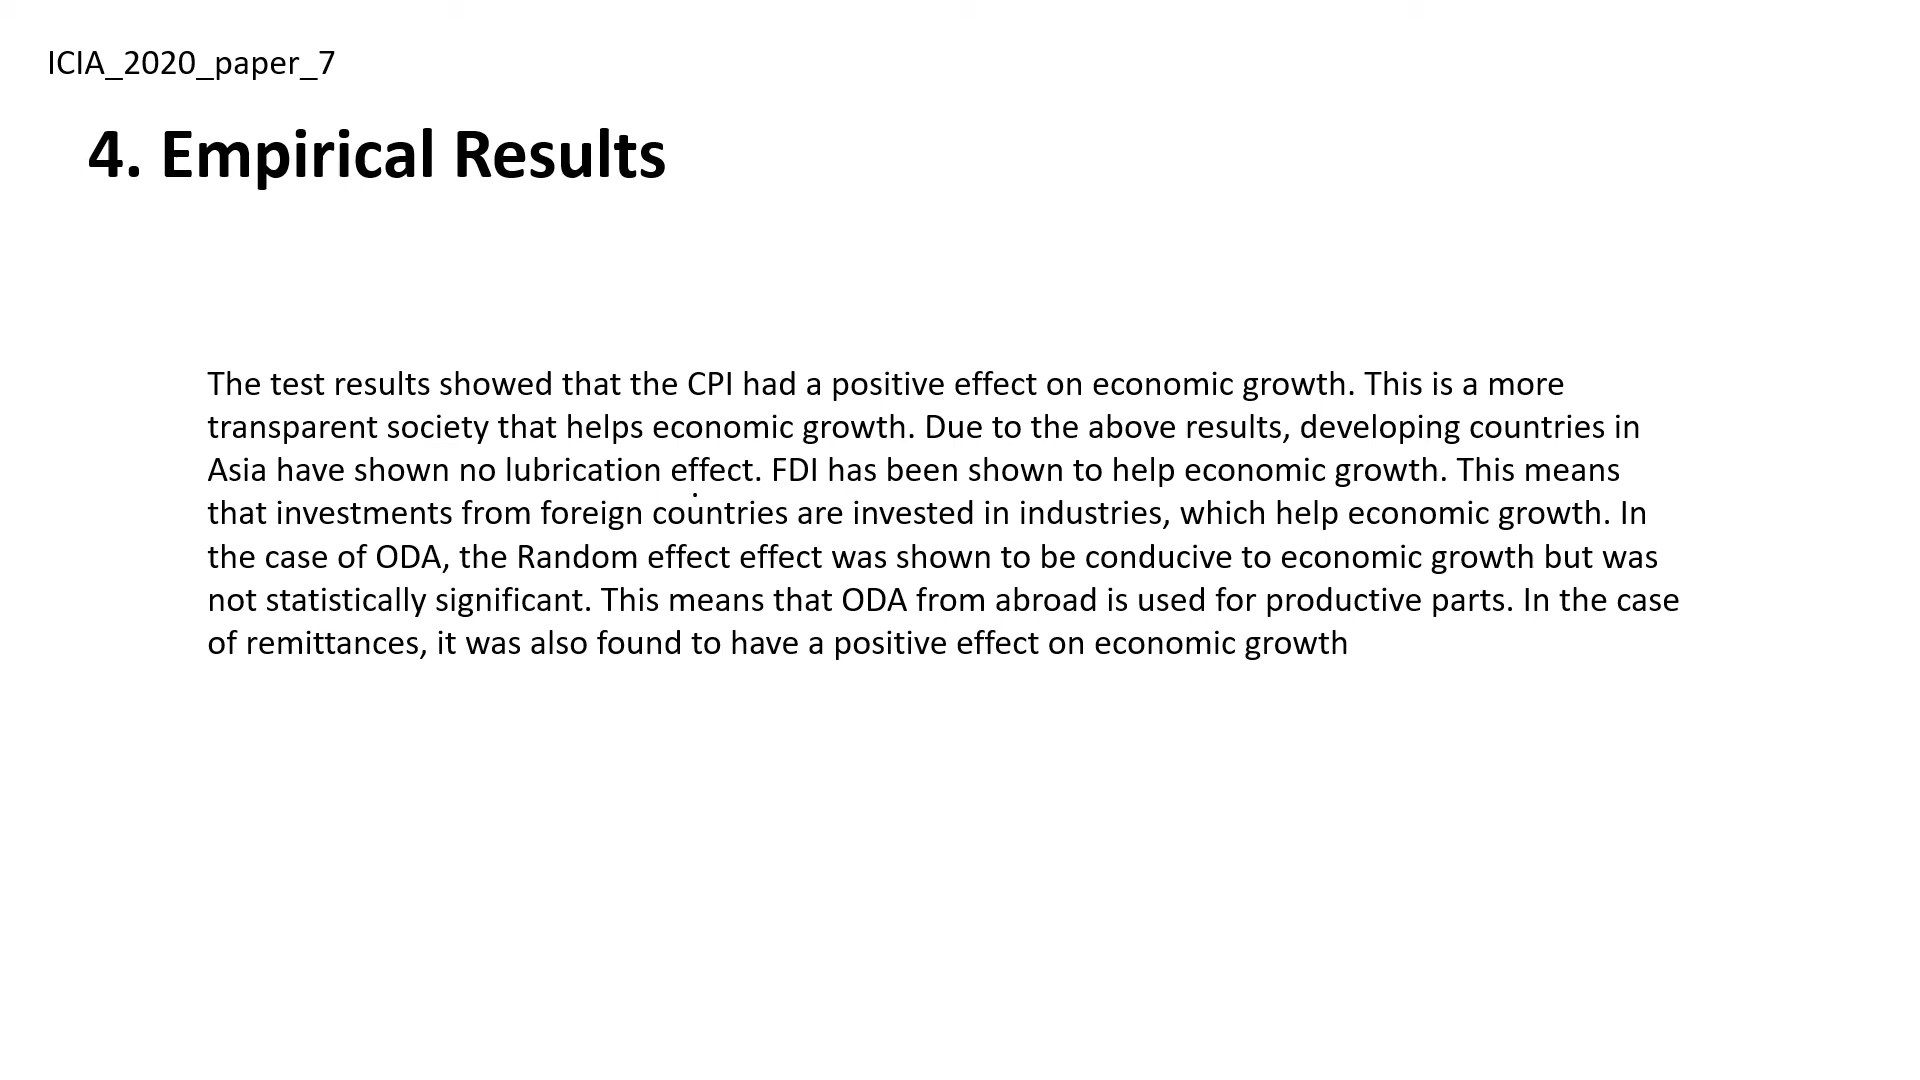 ICIA_2020_paper_7
4. Empirical Results
The test results showed that the CPI had a positive effect on economic growth. This is a more
transparent society that helps economic growth. Due to the above results, developing countries in
Asia have shown no lubrication effect. FDI has been shown to help economic growth. This means
that investments from foreign countries are invested in industries, which help economic growth. In
the case of ODA, the Random effect effect was shown to be conducive to economic growth but was
not statistically significant. This means that ODA from abroad is used for productive parts. In the case
of remittances, it was also found to have a positive effect on economic growth